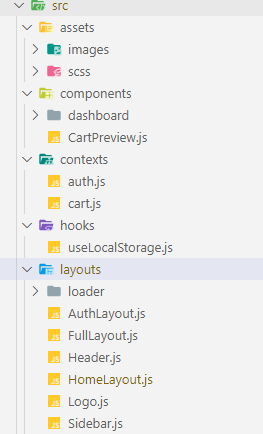 src
assets
images
scss
components
dashboard
CartPreview.js
contexts
auth.js
cart.js
hooks
useLocalStorage.js
layouts
loader
AuthLayout.js
FullLayout.js
Header.js
HomeLayout.js
Logo.js
Sidebar.js